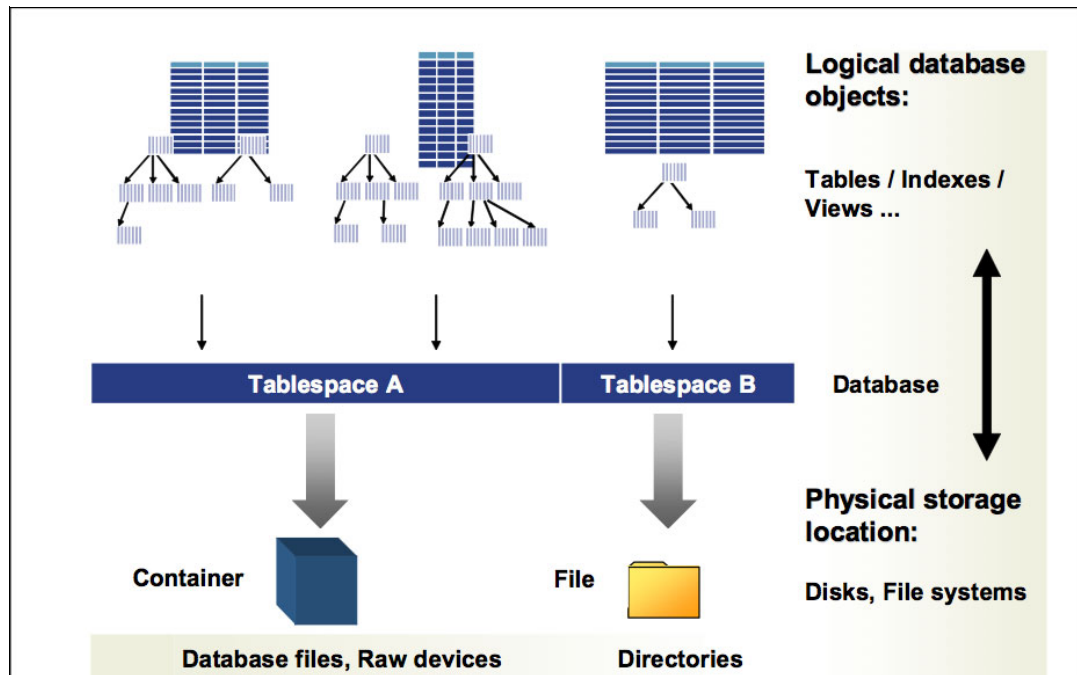 Logical database
objects:
Tables / Indexes /
Views ...
Tablespace A
Tablespace B
Database
Physical storage
location:
Container
File
Disks, File systems
Database files, Raw devices
Directories